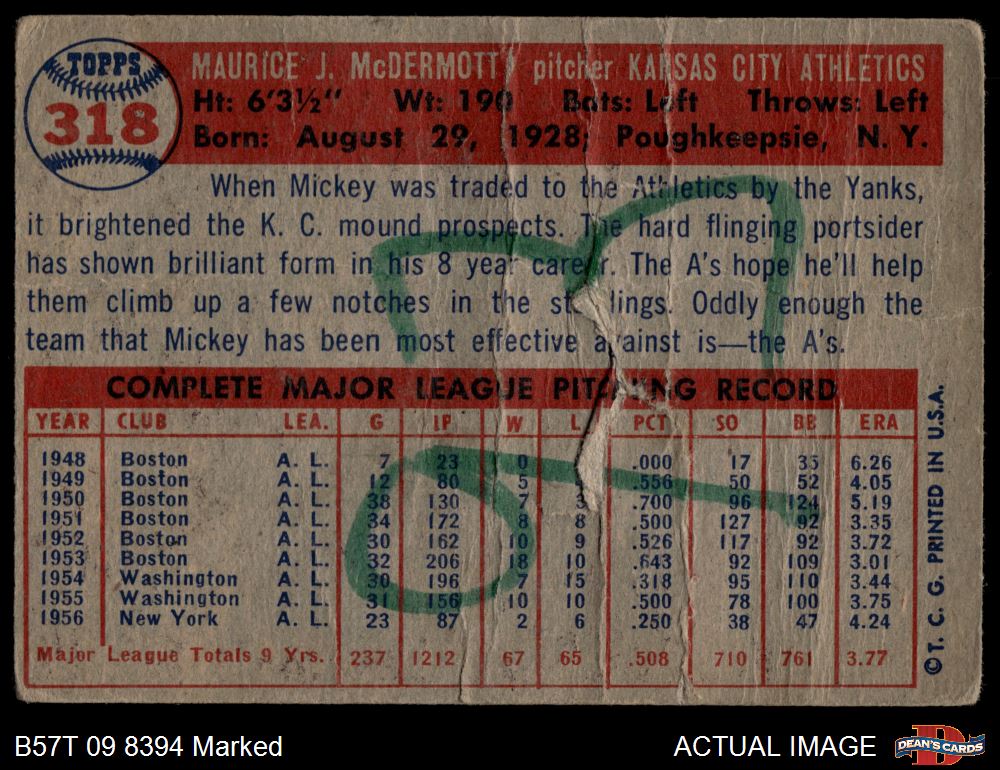 TOPPS
318
MAURICE J. McDERMOTT pitcher KANSAS CITY ATHLETICS
Ht: 6'3½" Wt: 190 Bats: Left Throws: Left
Born: August 29, 1928; Poughkeepsie, N. Y.
When Mickey was traded to the Athletics by the Yanks,
it brightened the K. C. mound prospects. The hard flinging portsider
has shown brilliant form in his 8 year career. The A's hope he'll help
them climb up a few notches in the standings. Oddly enough the
team that Mickey has been most effective against is—the A's.
COMPLETE MAJOR LEAGUE PITCHING RECORD
YEAR CLUB LEA. G IP W L PCT SO BB ERA
1948 Boston A. L. 7 23 0 .000 17 35 6.26
1949 Boston A. L. 12 80 5 .556 50 52 4.05
1950 Boston A. L. 38 130 7 3 .700 96 124 5.19
1951 Boston A. L. 34 172 8 8 .500 127 92 3.35
1952 Boston A. L. 30 162 10 9 .526 117 92 3.72
1953 Boston A. L. 32 206 18 10 .643 92 109 3.01
1954 Washington A. L. 30 196 7 15 .318 95 110 3.44
1955 Washington A. L. 31 156 10 10 .500 78 100 3.75
1956 New York A. L. 23 87 2 6 .250 38 47 4.24
Major League Totals 9 Yrs. 237 1212 67 65 .508 710 761 3.77
© T. C. G. PRINTED IN U.S.A.
B57T 09 8394 Marked
ACTUAL IMAGE
DEAN'S CARDS